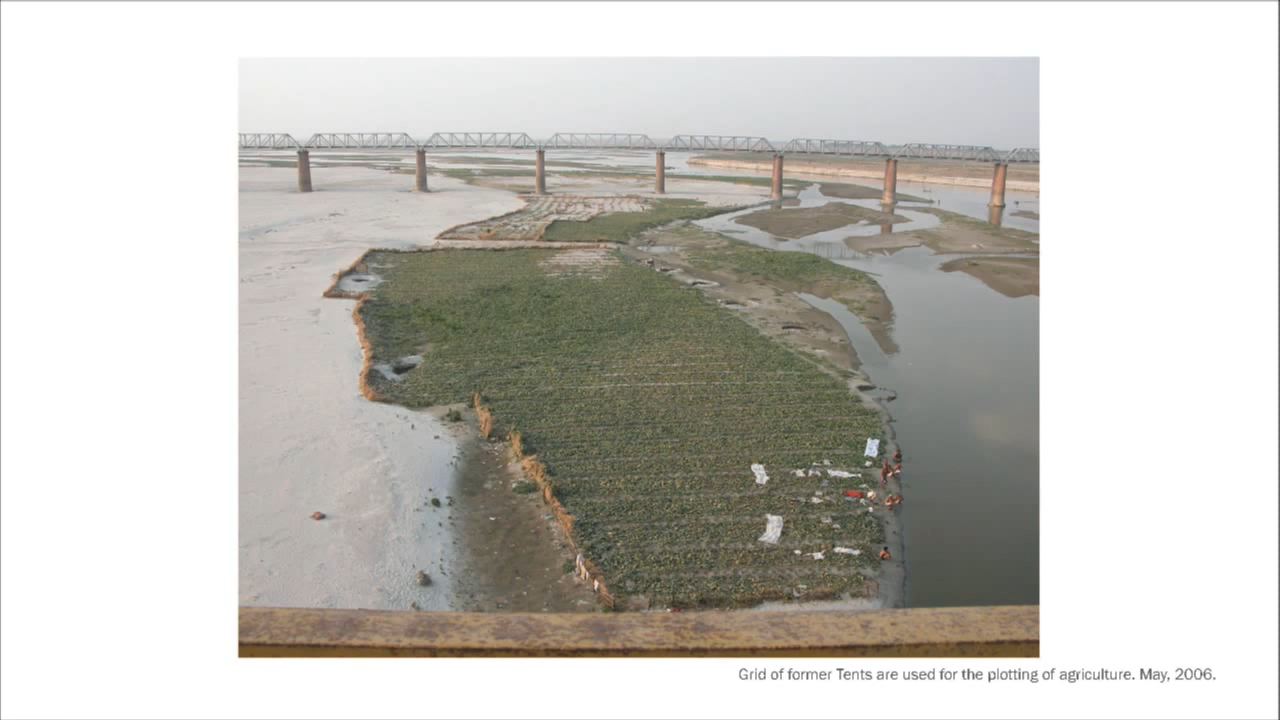 Grid of former Tents are used for the plotting of agriculture. May, 2006.